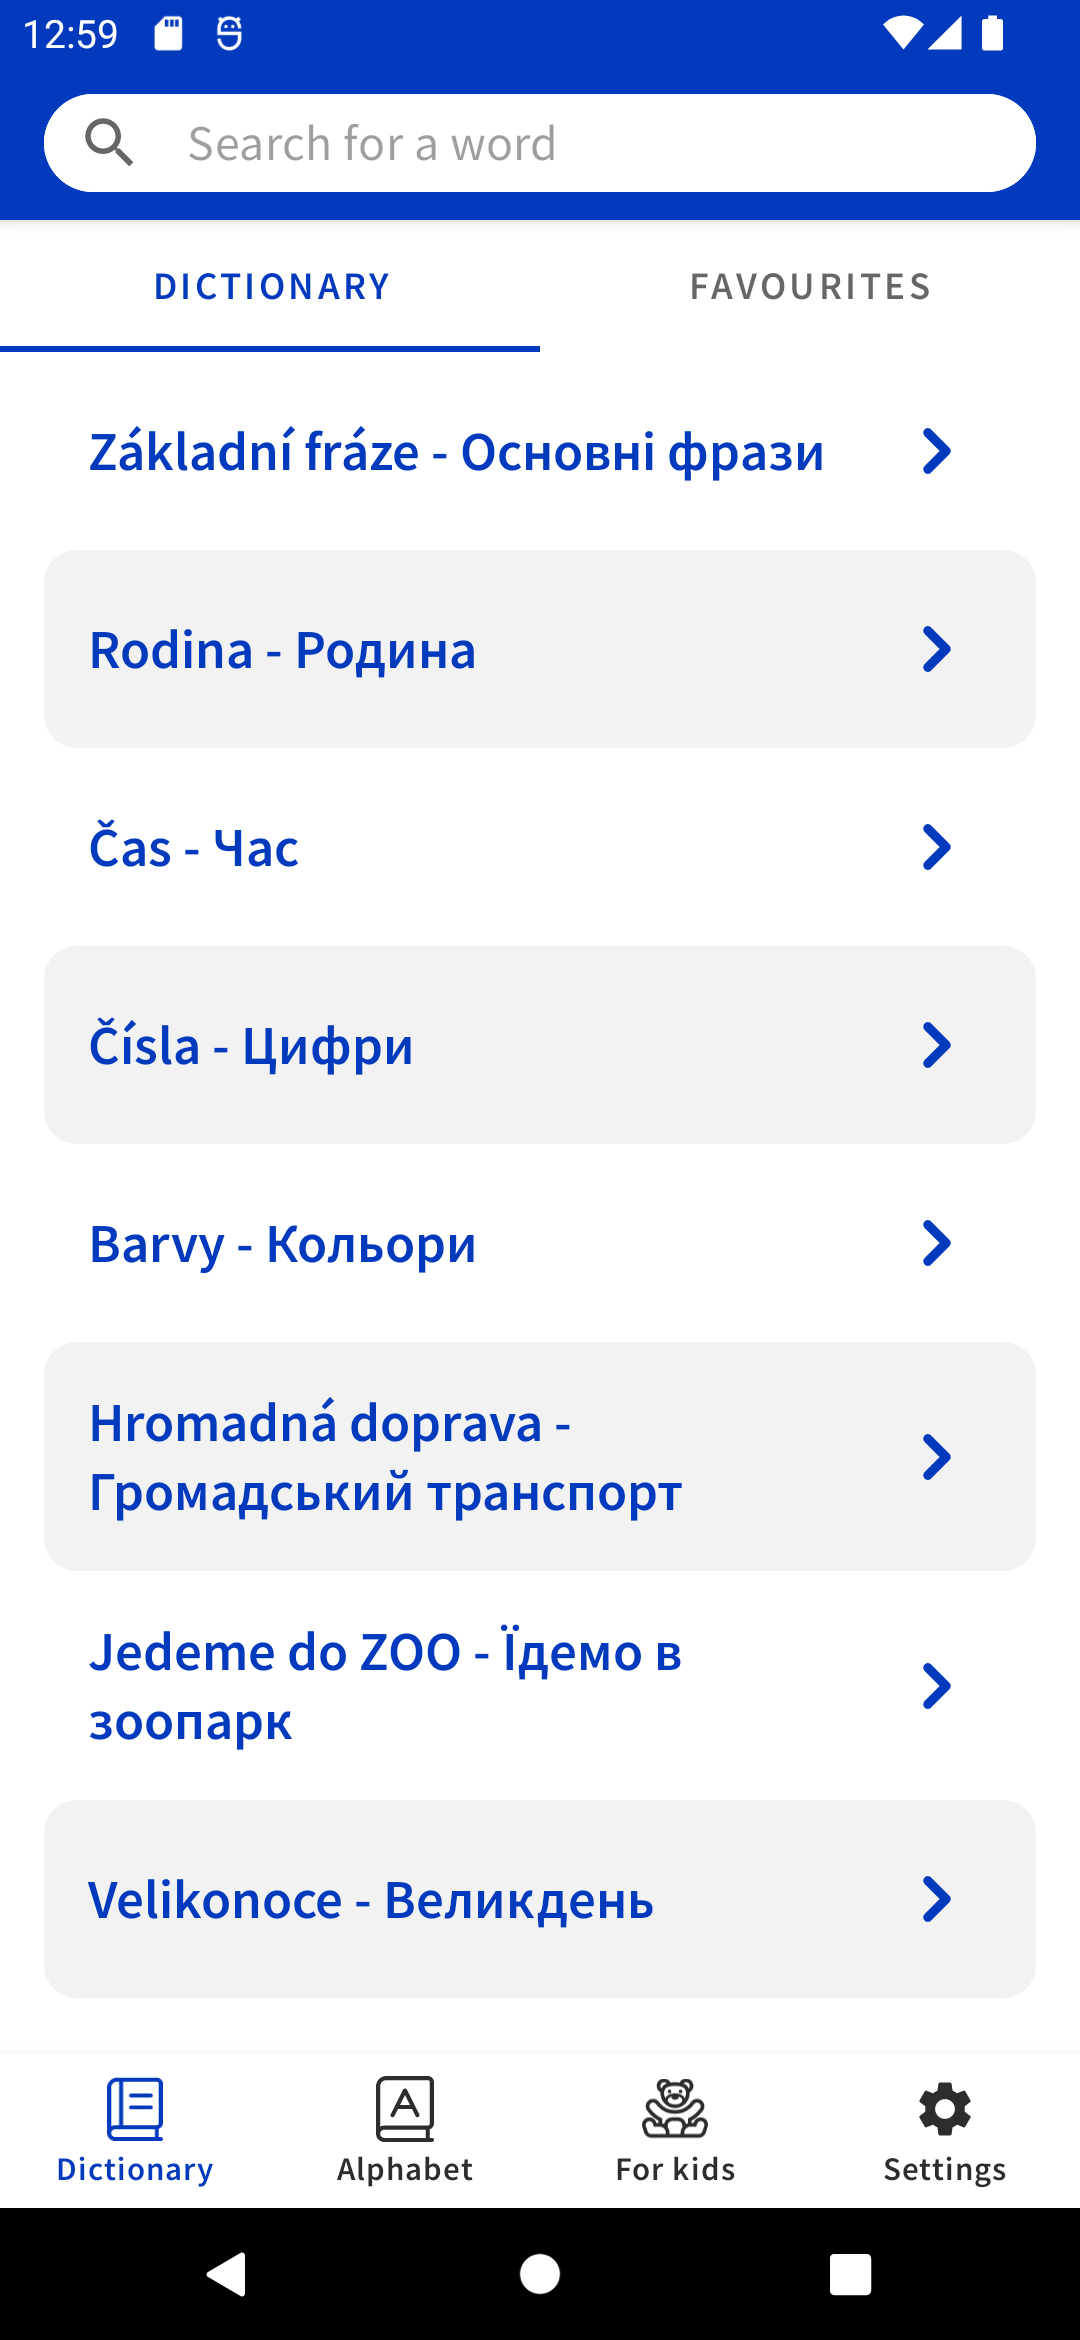 12:59
Search for a word
DICTIONARY
FAVOURITES
Základní fráze - Основні фрази
Rodina - Родина
Čas - Час
Čísla - Цифри
Barvy - Кольори
Hromadná doprava -
Громадський транспорт
Jedeme do ZOO - Їдемо в
зоопарк
Velikonoce - Великдень
Dictionary
Alphabet
For kids
Settings